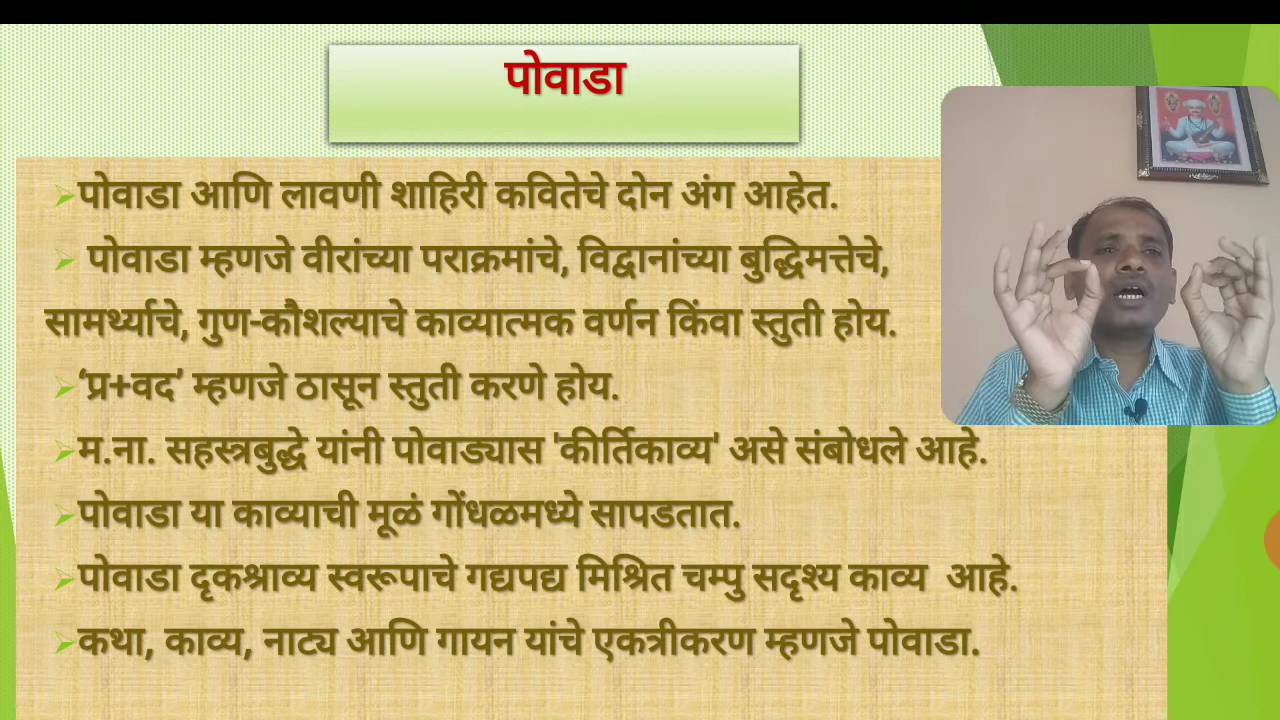 पोवाडा
पोवाडा आणि लावणी शाहिरी कवितेचे दोन अंग आहेत.
पोवाडा म्हणजे वीरांच्या पराक्रमांचे, विद्वानांच्या बुद्धिमत्तेचे,
सामर्थ्याचे, गुण-कौशल्याचे काव्यात्मक वर्णन किंवा स्तुती होय.
'प्र+वद' म्हणजे ठासून स्तुती करणे होय.
म.ना. सहस्त्रबुद्धे यांनी पोवाड्यास 'कीर्तिकाव्य' असे संबोधले आहे.
पोवाडा या काव्याची मूळं गोंधळमध्ये सापडतात.
पोवाडा दृकश्राव्य स्वरूपाचे गद्यपद्य मिश्रित चम्पु सदृश्य काव्य आहे.
कथा, काव्य, नाट्य आणि गायन यांचे एकत्रीकरण म्हणजे पोवाडा.